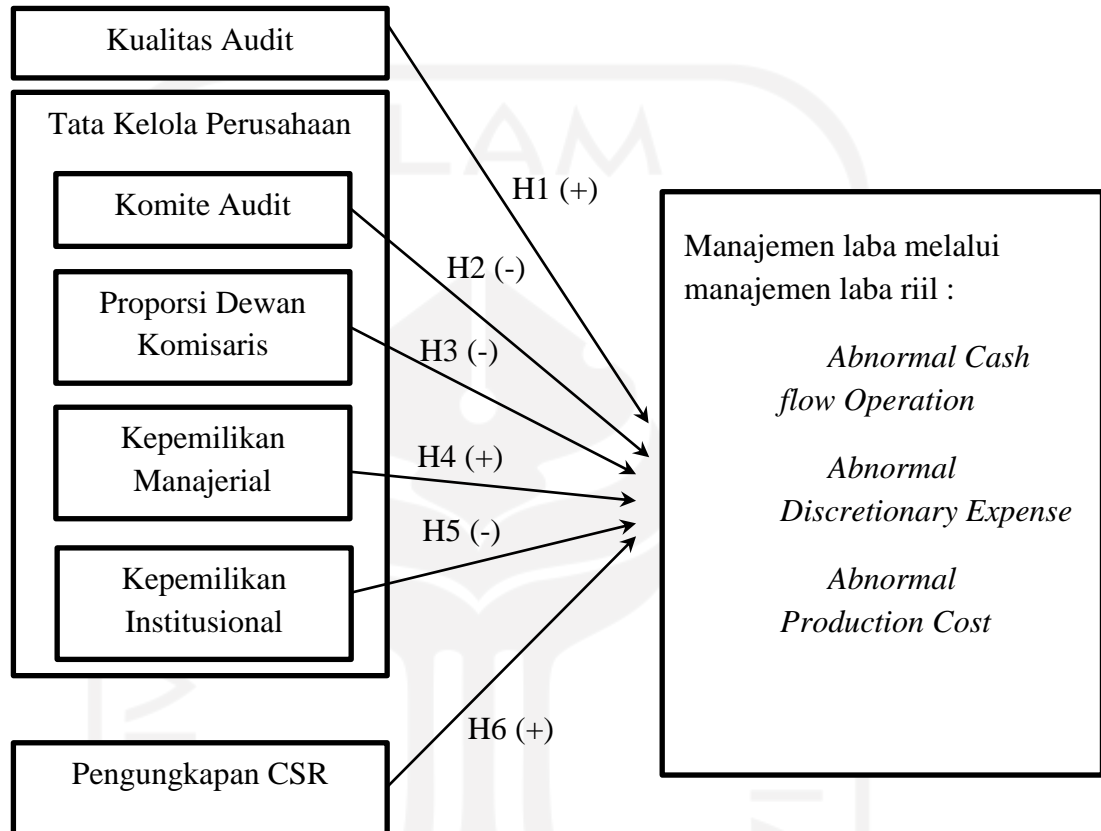 Kualitas Audit
Tata Kelola Perusahaan
Komite Audit
Proporsi Dewan
Komisaris
Kepemilikan
Manajerial
Kepemilikan
Institusional
Pengungkapan CSR
H1 (+)
H2 (-)
H3 (-)
H4 (+)
H5 (-)
H6 (+)
Manajemen laba melalui
manajemen laba riil :
Abnormal Cash
flow Operation
Abnormal
Discretionary Expense
Abnormal
Production Cost
LAM